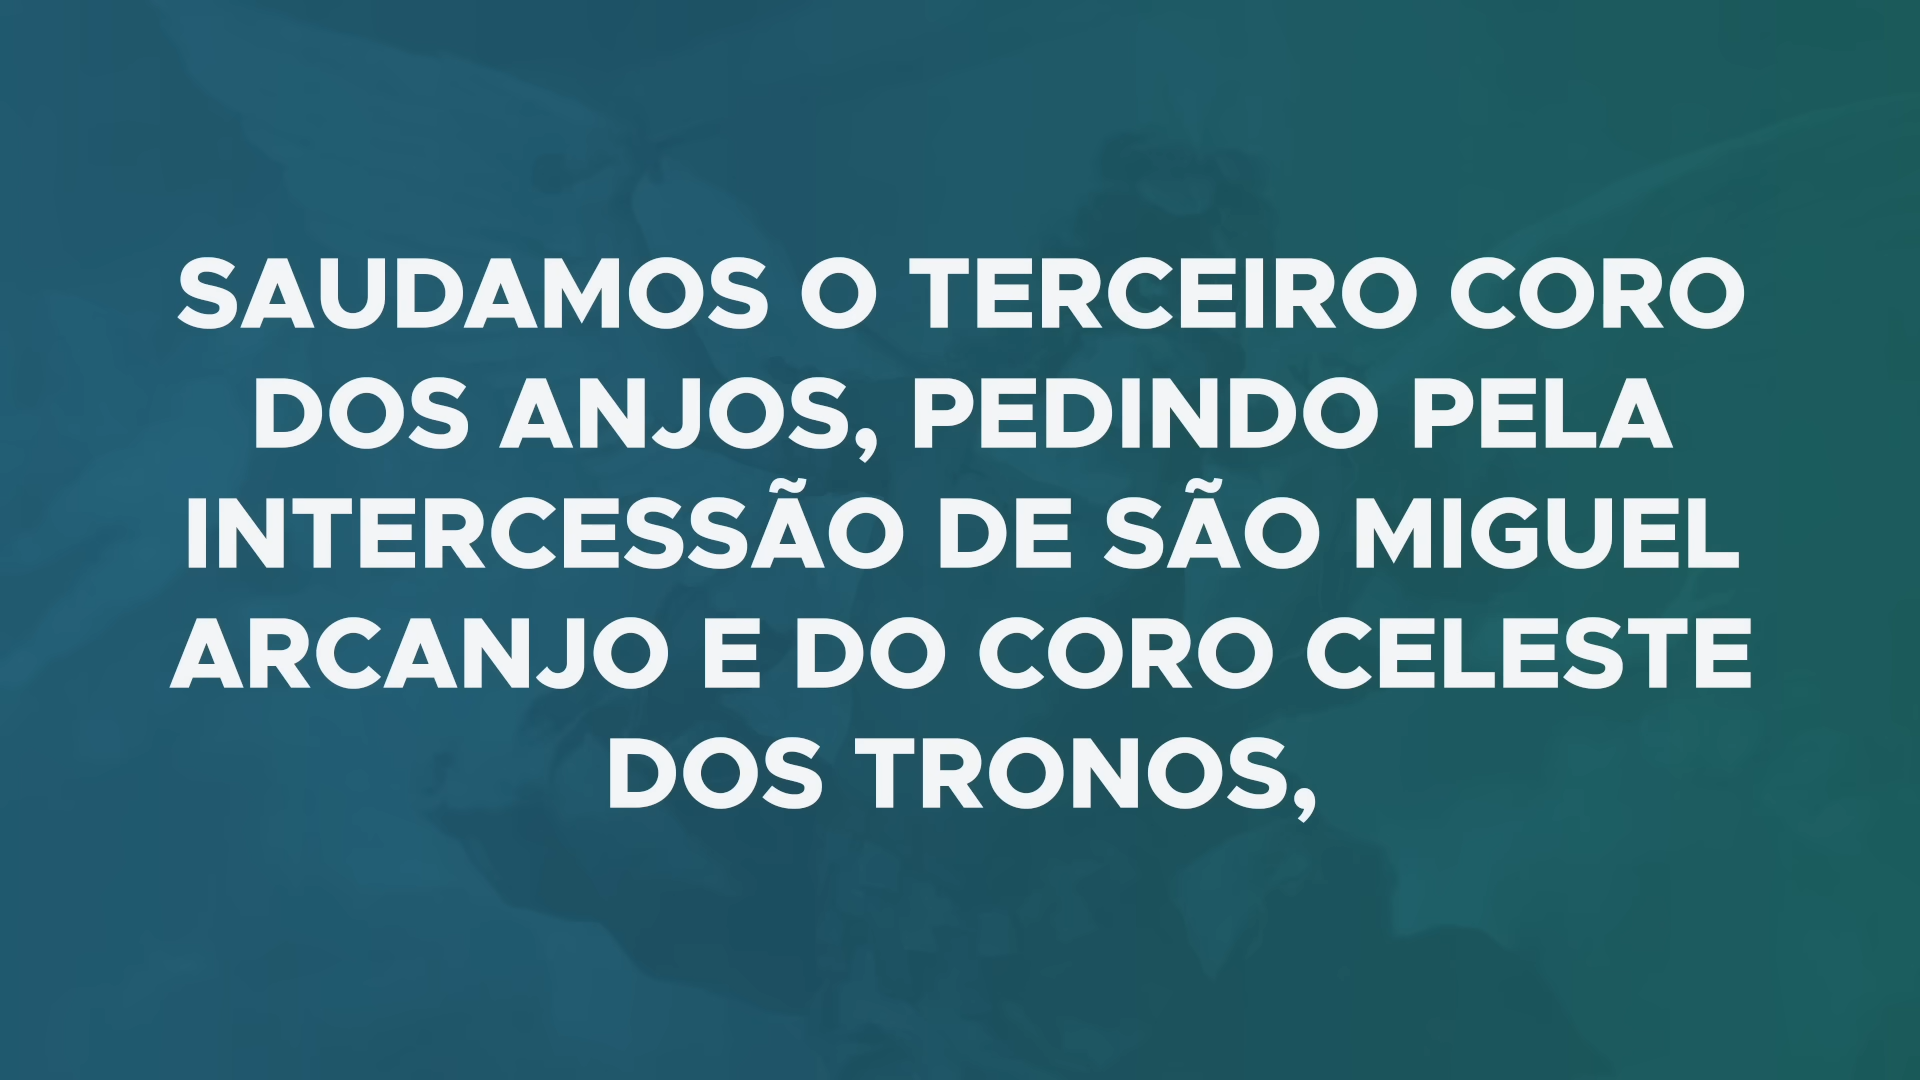 SAUDAMOS O TERCEIRO CORO
DOS ANJOS, PEDINDO PELA
INTERCESSÃO DE SÃO MIGUEL
ARCANJO E DO CORO CELESTE
DOS TRONOS,